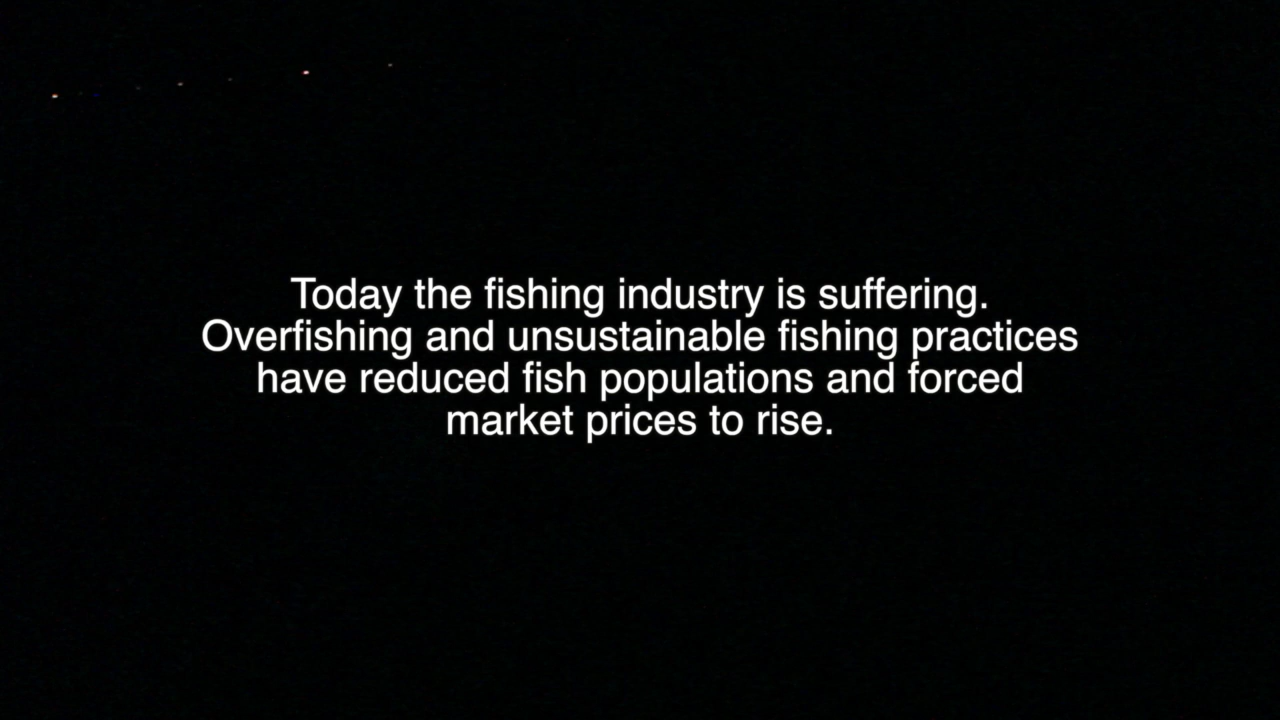 Today the fishing industry is suffering.
Overfishing and unsustainable fishing practices
have reduced fish populations and forced
market prices to rise.